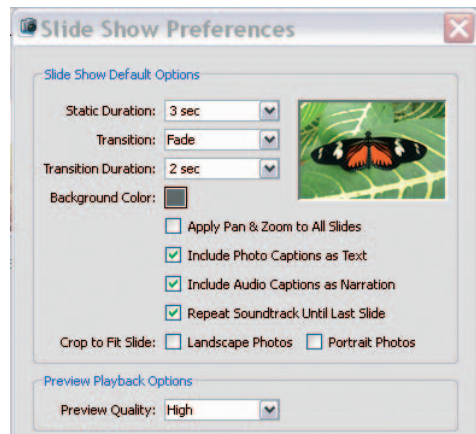 Slide Show Preferences
Slide Show Default Options
Static Duration: 3 sec
Transition: Fade
Transition Duration: 2 sec
Background Color:
Apply Pan & Zoom to All Slides
Include Photo Captions as Text
Include Audio Captions as Narration
Repeat Soundtrack Until Last Slide
Crop to Fit Slide: Landscape Photos Portrait Photos
Preview Playback Options
Preview Quality: High